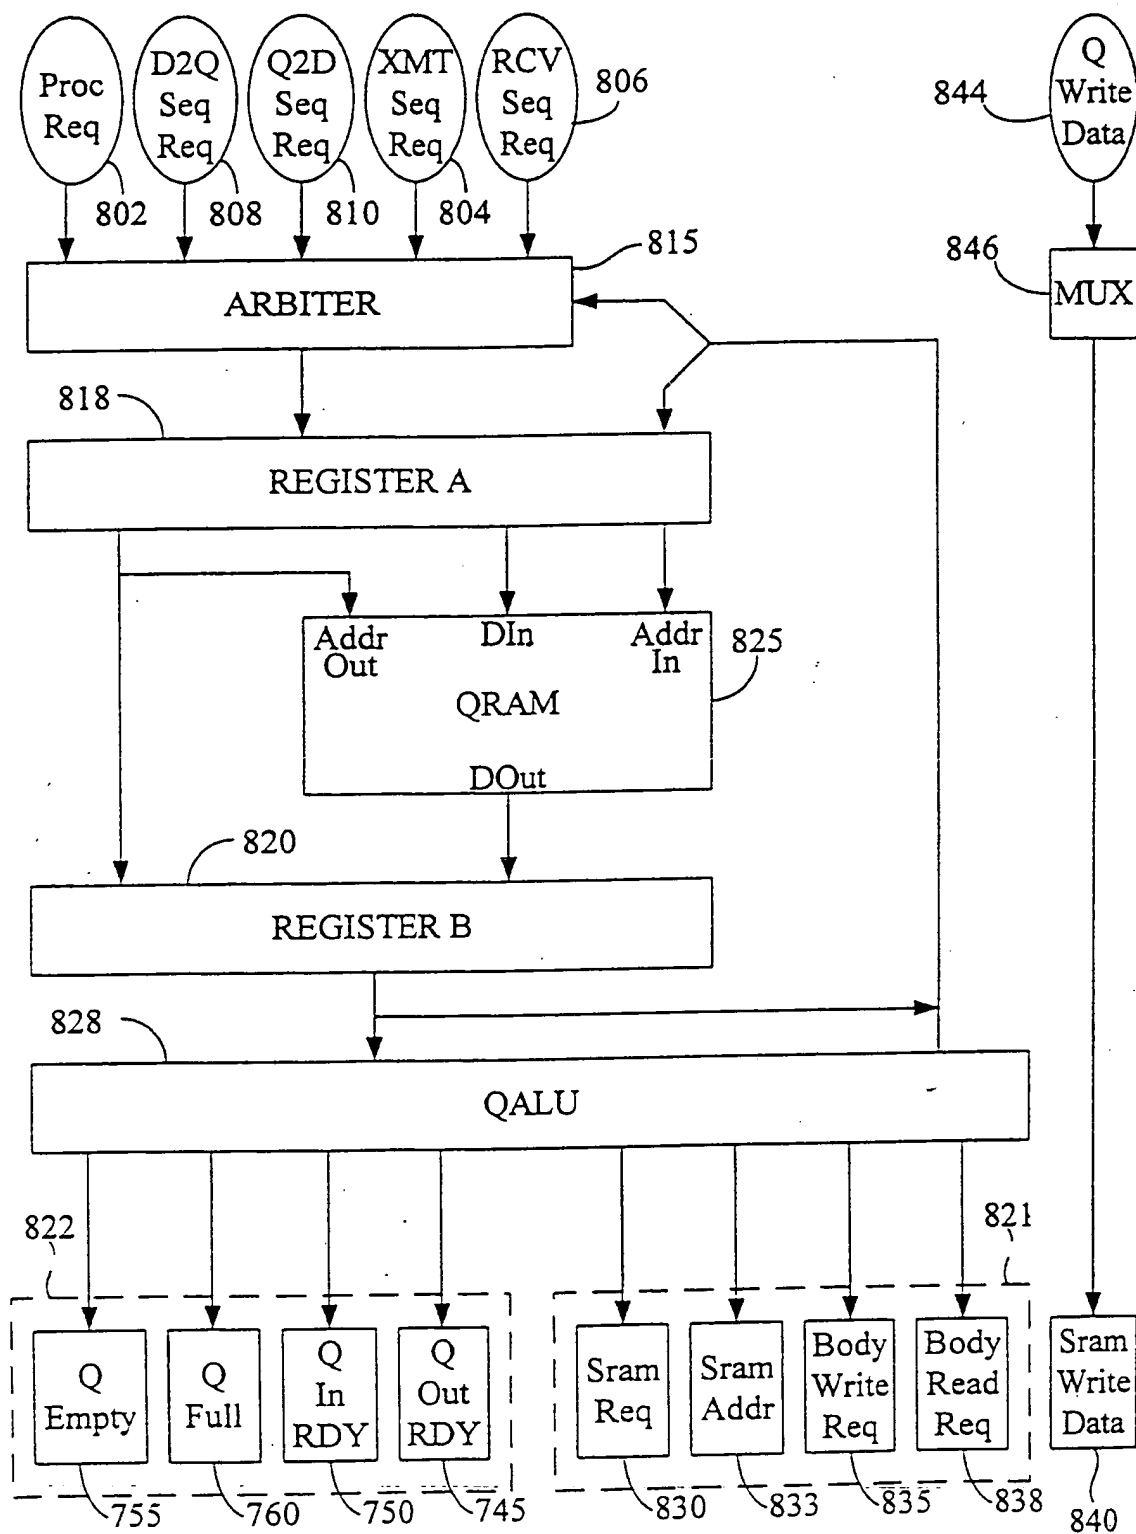 Proc
Req
D2Q
Seq
Req
Q2D
Seq
Req
XMT
Seq
Req
RCV
Seq
Req
806
844
Q
Write
Data
802
808
810
804
815
846
ARBITER
MUX
818
REGISTER A
Addr
Out
DIn
Addr
In
825
QRAM
DOut
820
REGISTER B
828
QALU
822
821
Q
Empty
Q
Full
Q
In
RDY
Q
Out
RDY
Sram
Req
Sram
Addr
Body
Write
Req
Body
Read
Req
Sram
Write
Data
755
760
750
745
830
833
835
838
840